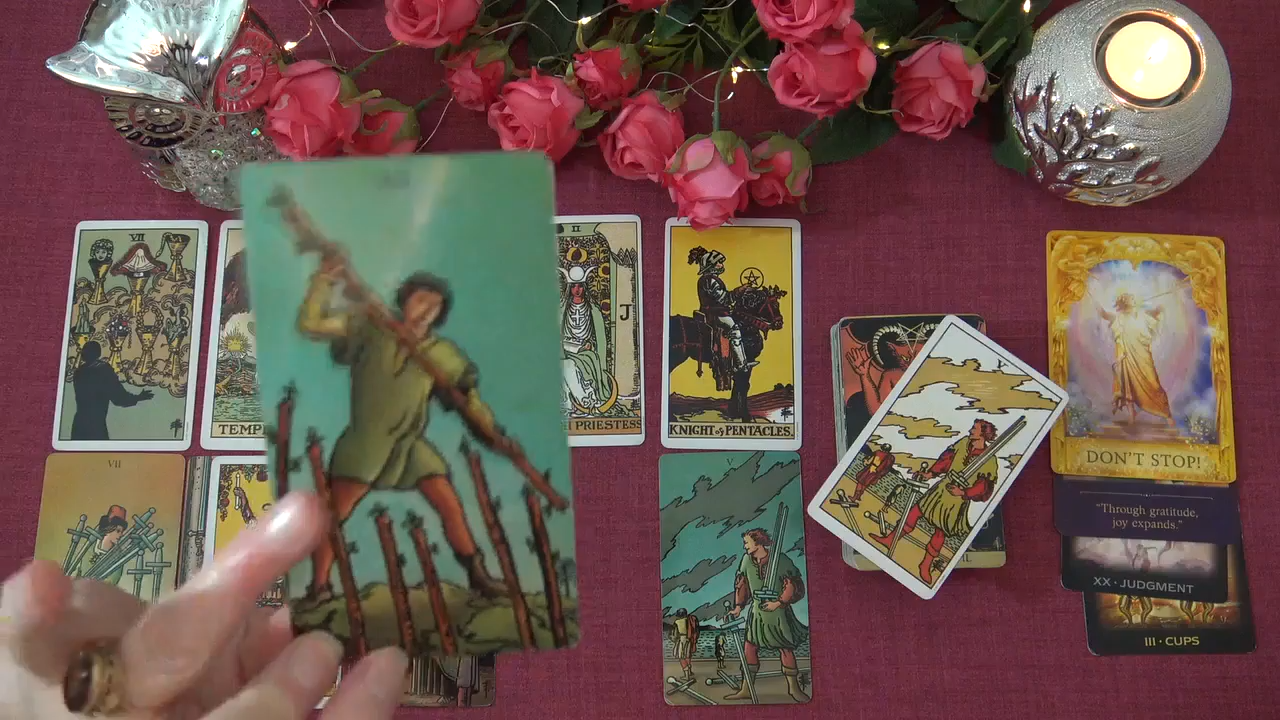 VII
TEMP
II
J
H PRIESTESS
KNIGHT of PENTACLES.
V
DON'T STOP!
"Through gratitude,
joy expands."
XX · JUDGMENT
III · CUPS
VII
V